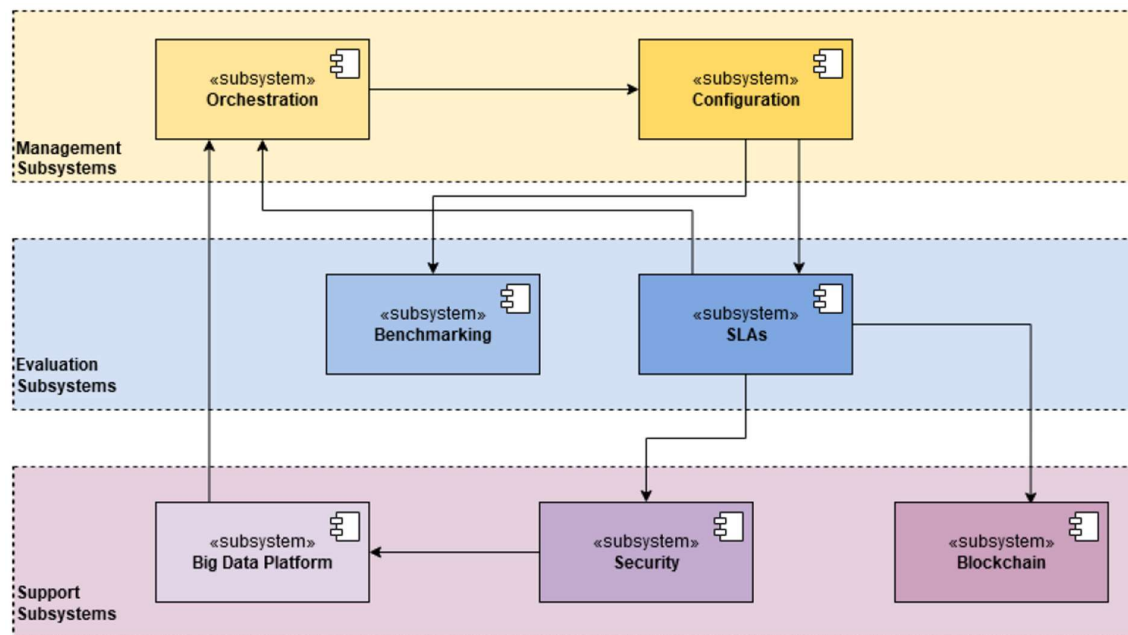 «subsystem»
Orchestration
«subsystem»
Configuration
Management
Subsystems
«subsystem»
Benchmarking
«subsystem»
SLAs
Evaluation
Subsystems
«subsystem»
Big Data Platform
«subsystem»
Security
«subsystem»
Blockchain
Support
Subsystems